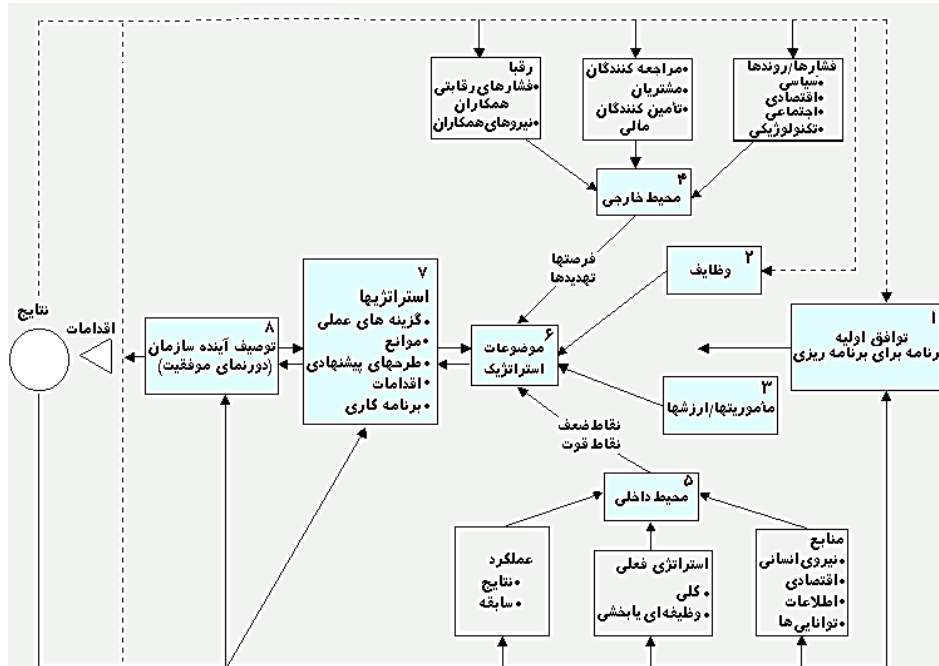 فشارها/روندها
•سیاسی
•اقتصادی
•اجتماعی
•تکنولوژیکی
•مراجعه کنندگان
•مشتریان
•تأمین کنندگان
مالی
رقبا
•فشارهای رقابتی
همکاران
•نیروهای همکاران
۴
محیط خارجی
فرصتها
تهدیدها
۱
توافق اولیه
برنامه برای برنامه ریزی
۲
وظایف
۳
مأموریتها/ارزشها
۶
موضوعات
استراتژیک
۷
استراتژیها
•گزینه های عملی
•موانع
•طرحهای پیشنهادی
•اقدامات
•برنامه کاری
۸
توصیف آینده سازمان
(دورنمای موفقیت)
اقدامات
نتایج
نقاط ضعف
نقاط قوت
۵
محیط داخلی
منابع
•نیروی انسانی
•اقتصادی
•اطلاعات
•توانایی ها
استراتژی فعلی
•کلی
•وظیفه‌ای یابخشی
عملکرد
•نتایج
•سابقه